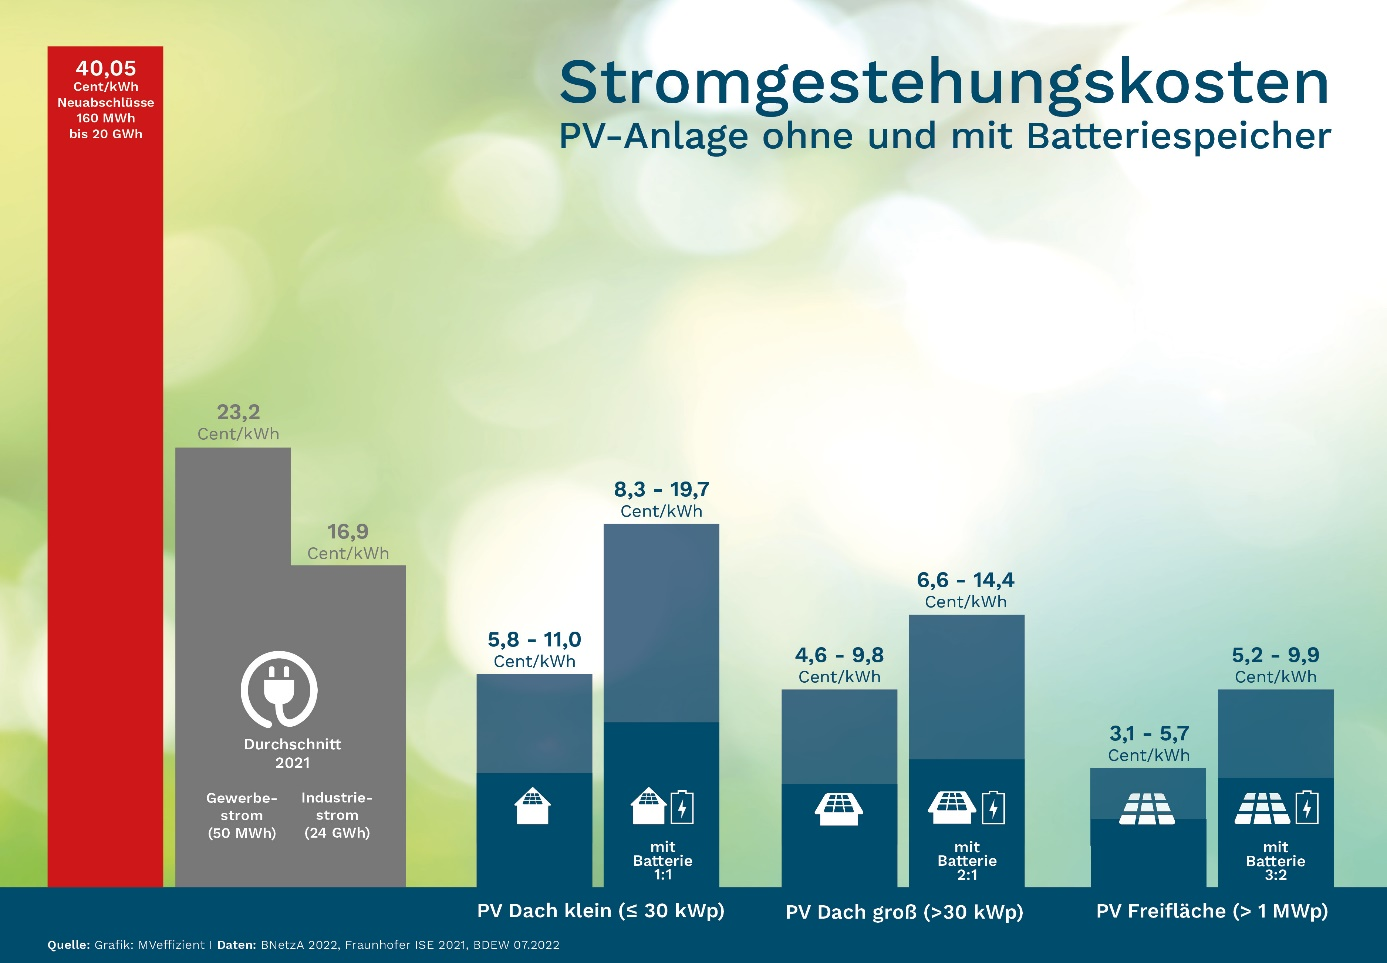 Stromgestehungskosten
PV-Anlage ohne und mit Batteriespeicher
40,05
Cent/kWh
Neuabschlüsse
160 MWh
bis 20 GWh
23,2
Cent/kWh
16,9
Cent/kWh
Durchschnitt
2021
Gewerbe-
strom
(50 MWh)
Industrie-
strom
(24 GWh)
5,8 - 11,0
Cent/kWh
8,3 - 19,7
Cent/kWh
mit
Batterie
1:1
PV Dach klein (≤ 30 kWp)
4,6 - 9,8
Cent/kWh
6,6 - 14,4
Cent/kWh
mit
Batterie
2:1
PV Dach groß (>30 kWp)
3,1 - 5,7
Cent/kWh
5,2 - 9,9
Cent/kWh
mit
Batterie
3:2
PV Freifläche (> 1 MWp)
Quelle: Grafik: MVeffizient I Daten: BNetzA 2022, Fraunhofer ISE 2021, BDEW 07.2022